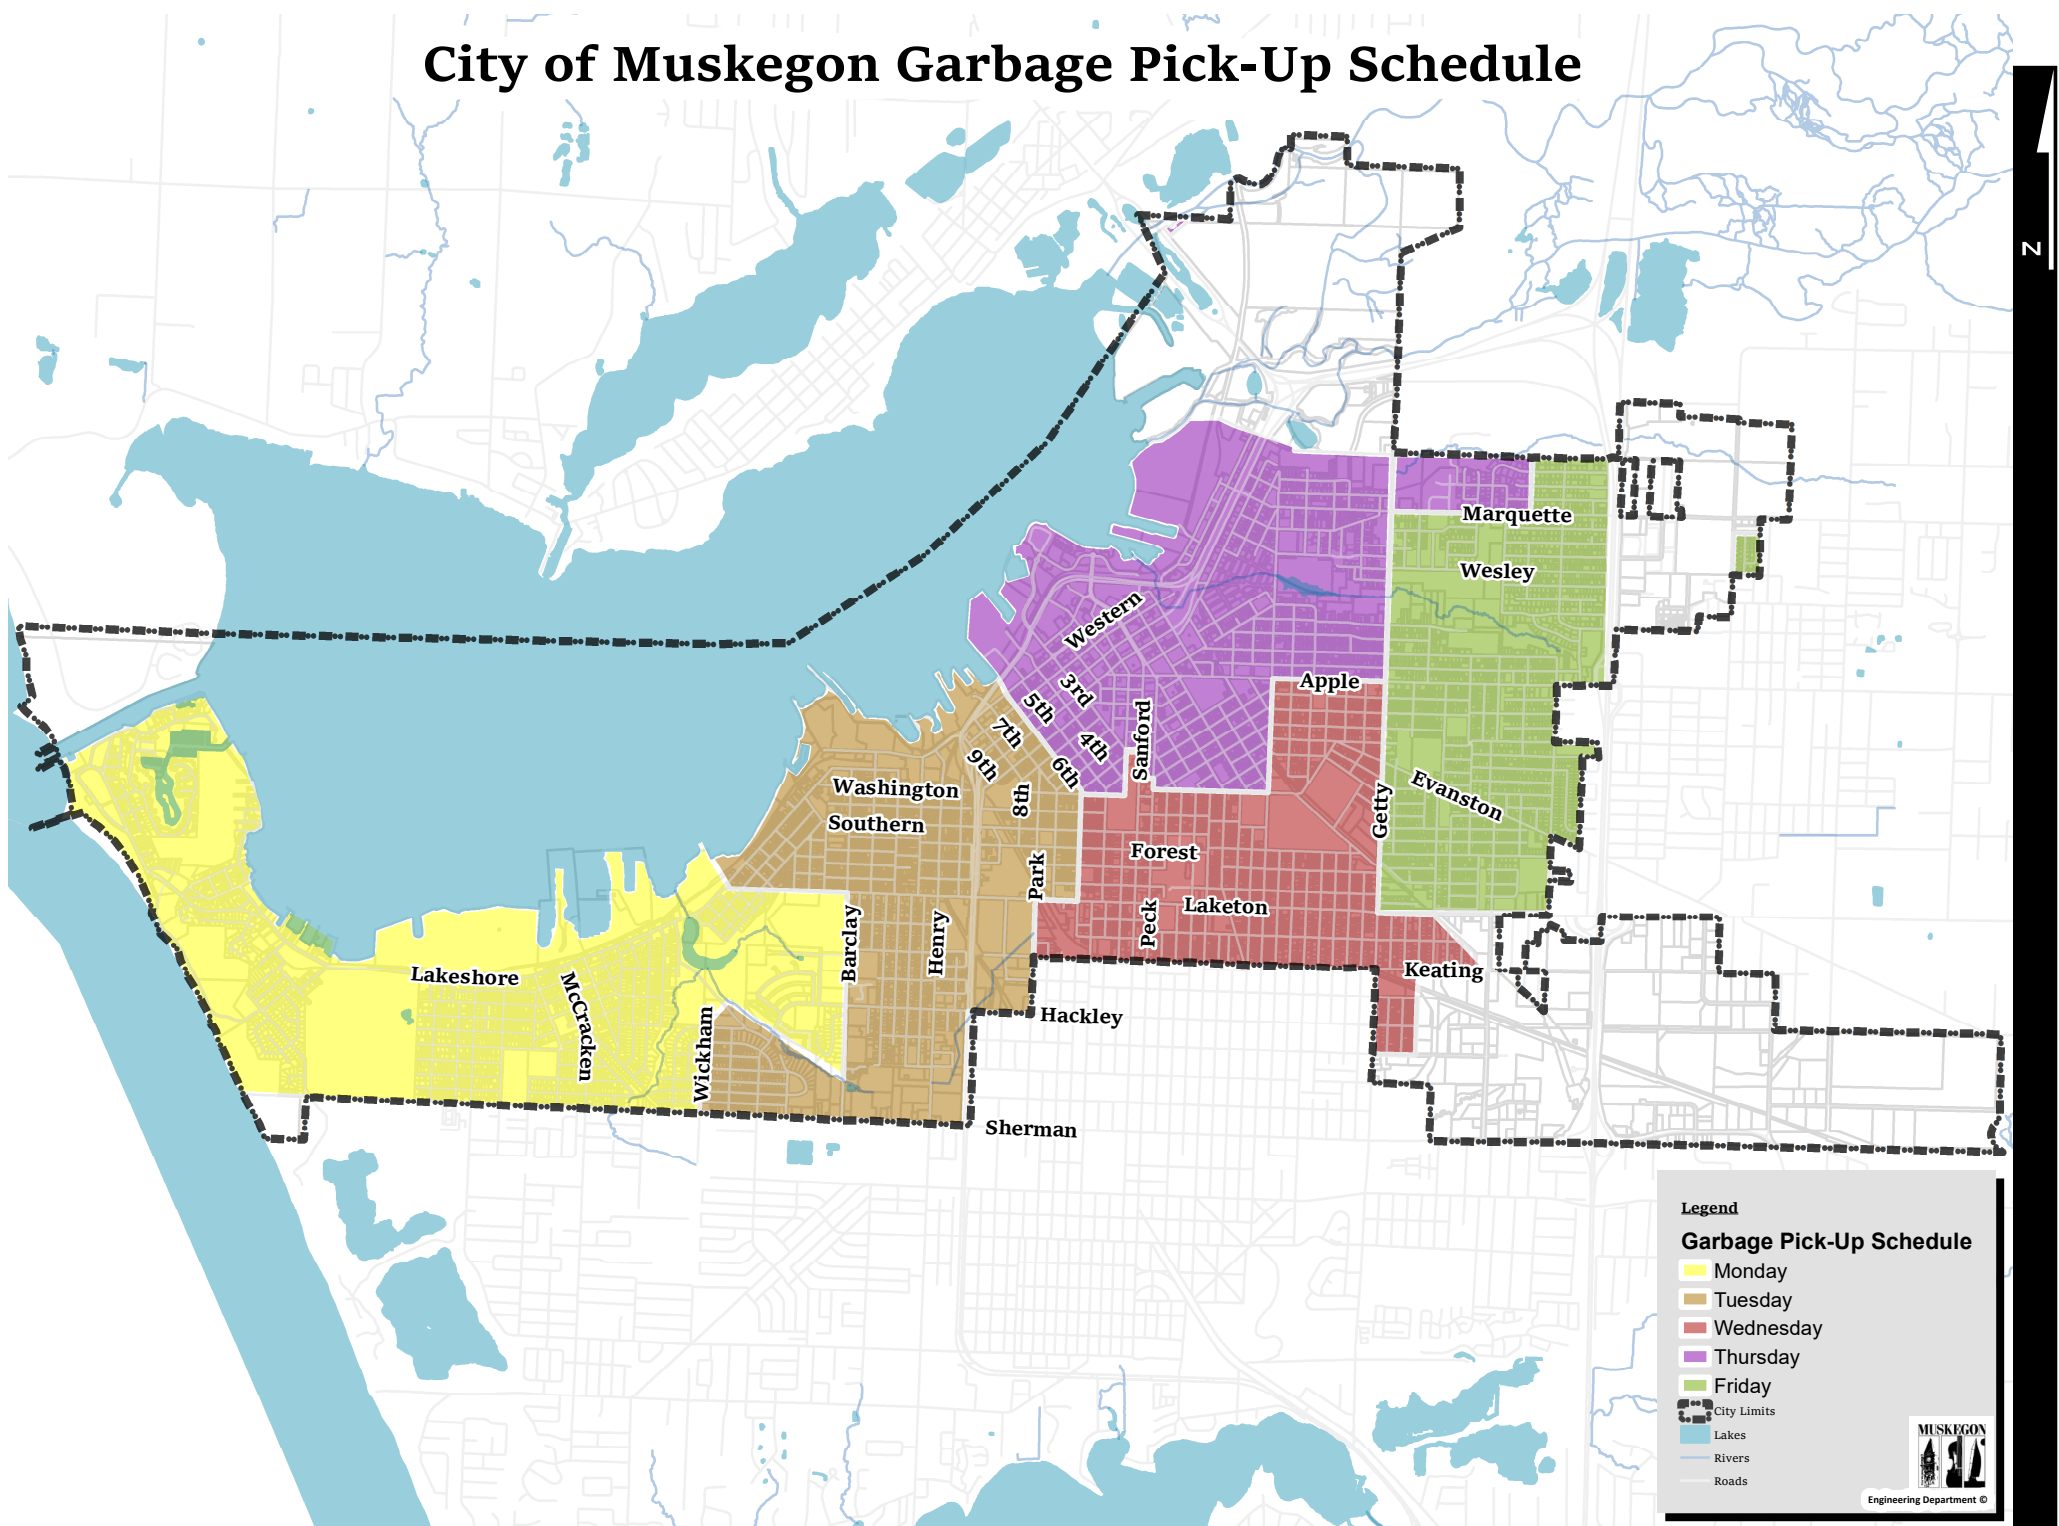 City of Muskegon Garbage Pick-Up Schedule
N
Marquette
Wesley
Western
Apple
3rd
5th
Sanford
7th
4th
9th
6th
Washington
8th
Evanston
Getty
Southern
Forest
Park
Laketon
Peck
Barclay
Henry
Lakeshore
McCracken
Keating
Hackley
Wickham
Sherman
Legend
Garbage Pick-Up Schedule
Monday
Tuesday
Wednesday
Thursday
Friday
City Limits
Lakes
Rivers
Roads
MUSKEGON
Engineering Department ©